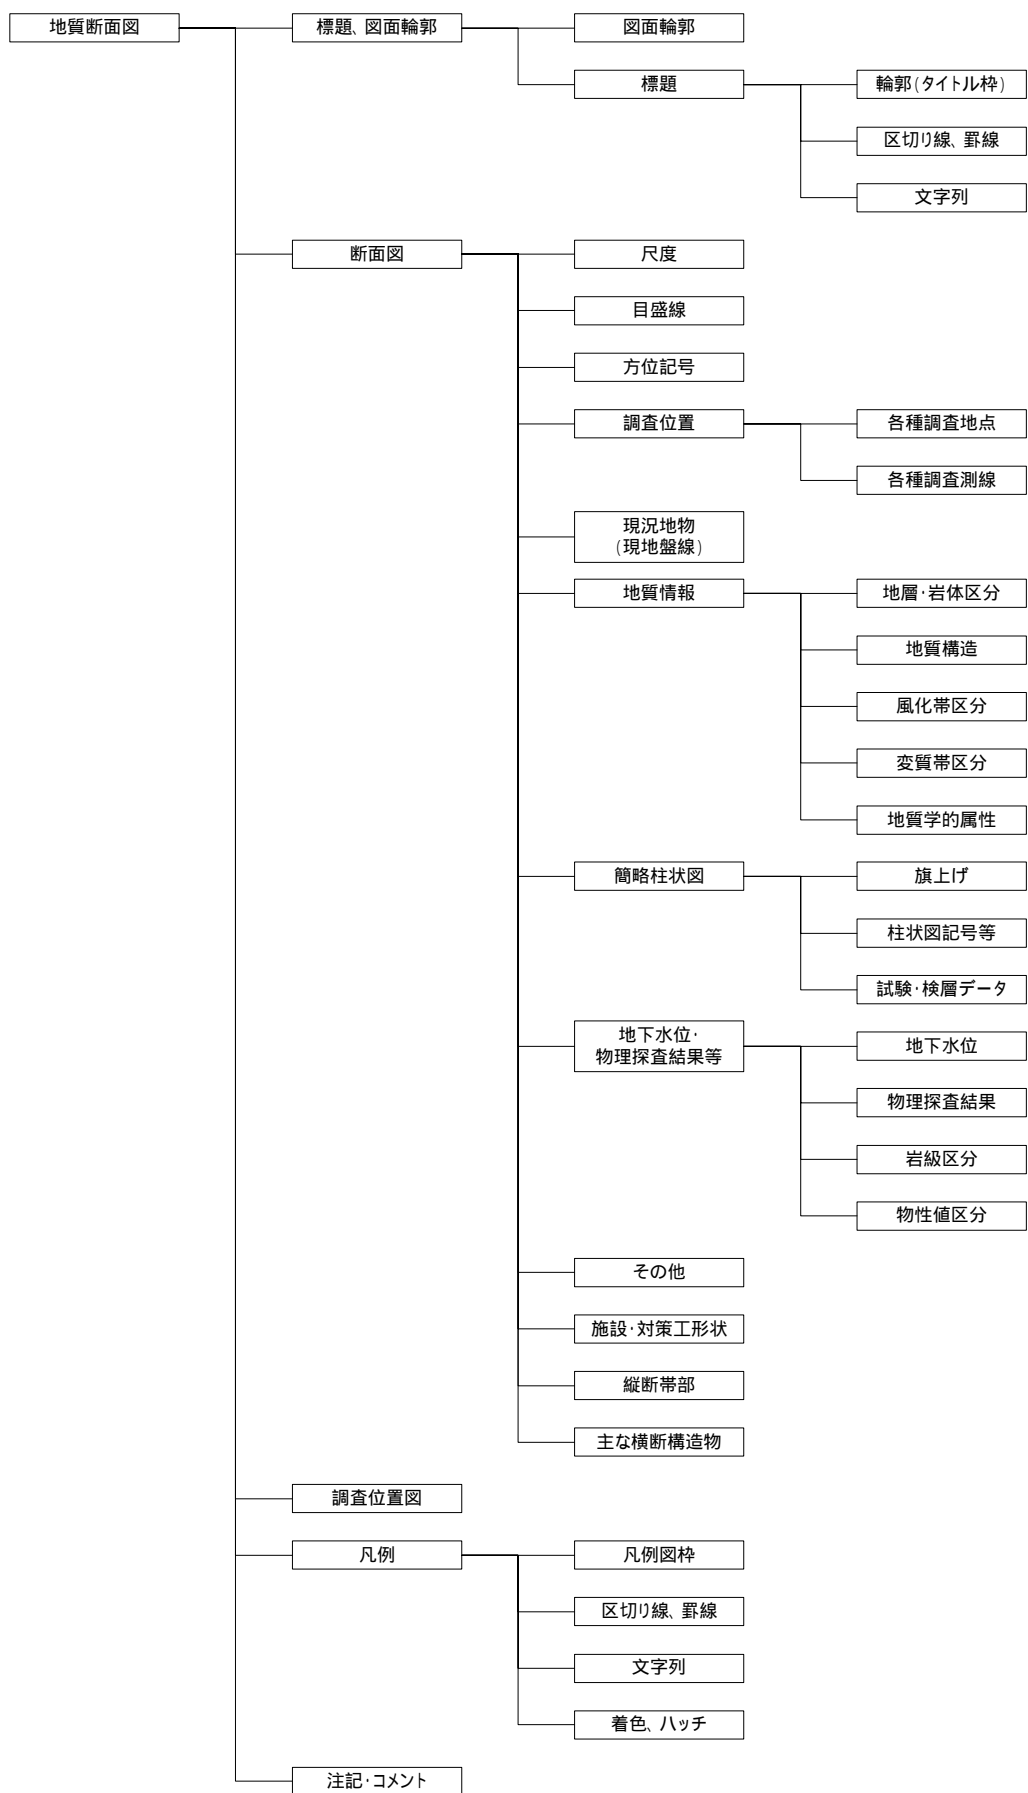 地質断面図
標題、図面輪郭
図面輪郭
標題
輪郭(タイトル枠)
区切り線、罫線
文字列
断面図
尺度
目盛線
方位記号
調査位置
各種調査地点
各種調査測線
現況地物
(現地盤線)
地質情報
地層・岩体区分
地質構造
風化帯区分
変質帯区分
地質学的属性
簡略柱状図
旗上げ
柱状図記号等
試験・検層データ
地下水位・
物理探査結果等
地下水位
物理探査結果
岩級区分
物性値区分
その他
施設・対策工形状
縦断帯部
主な横断構造物
調査位置図
凡例
凡例図枠
区切り線、罫線
文字列
着色、ハッチ
注記・コメント